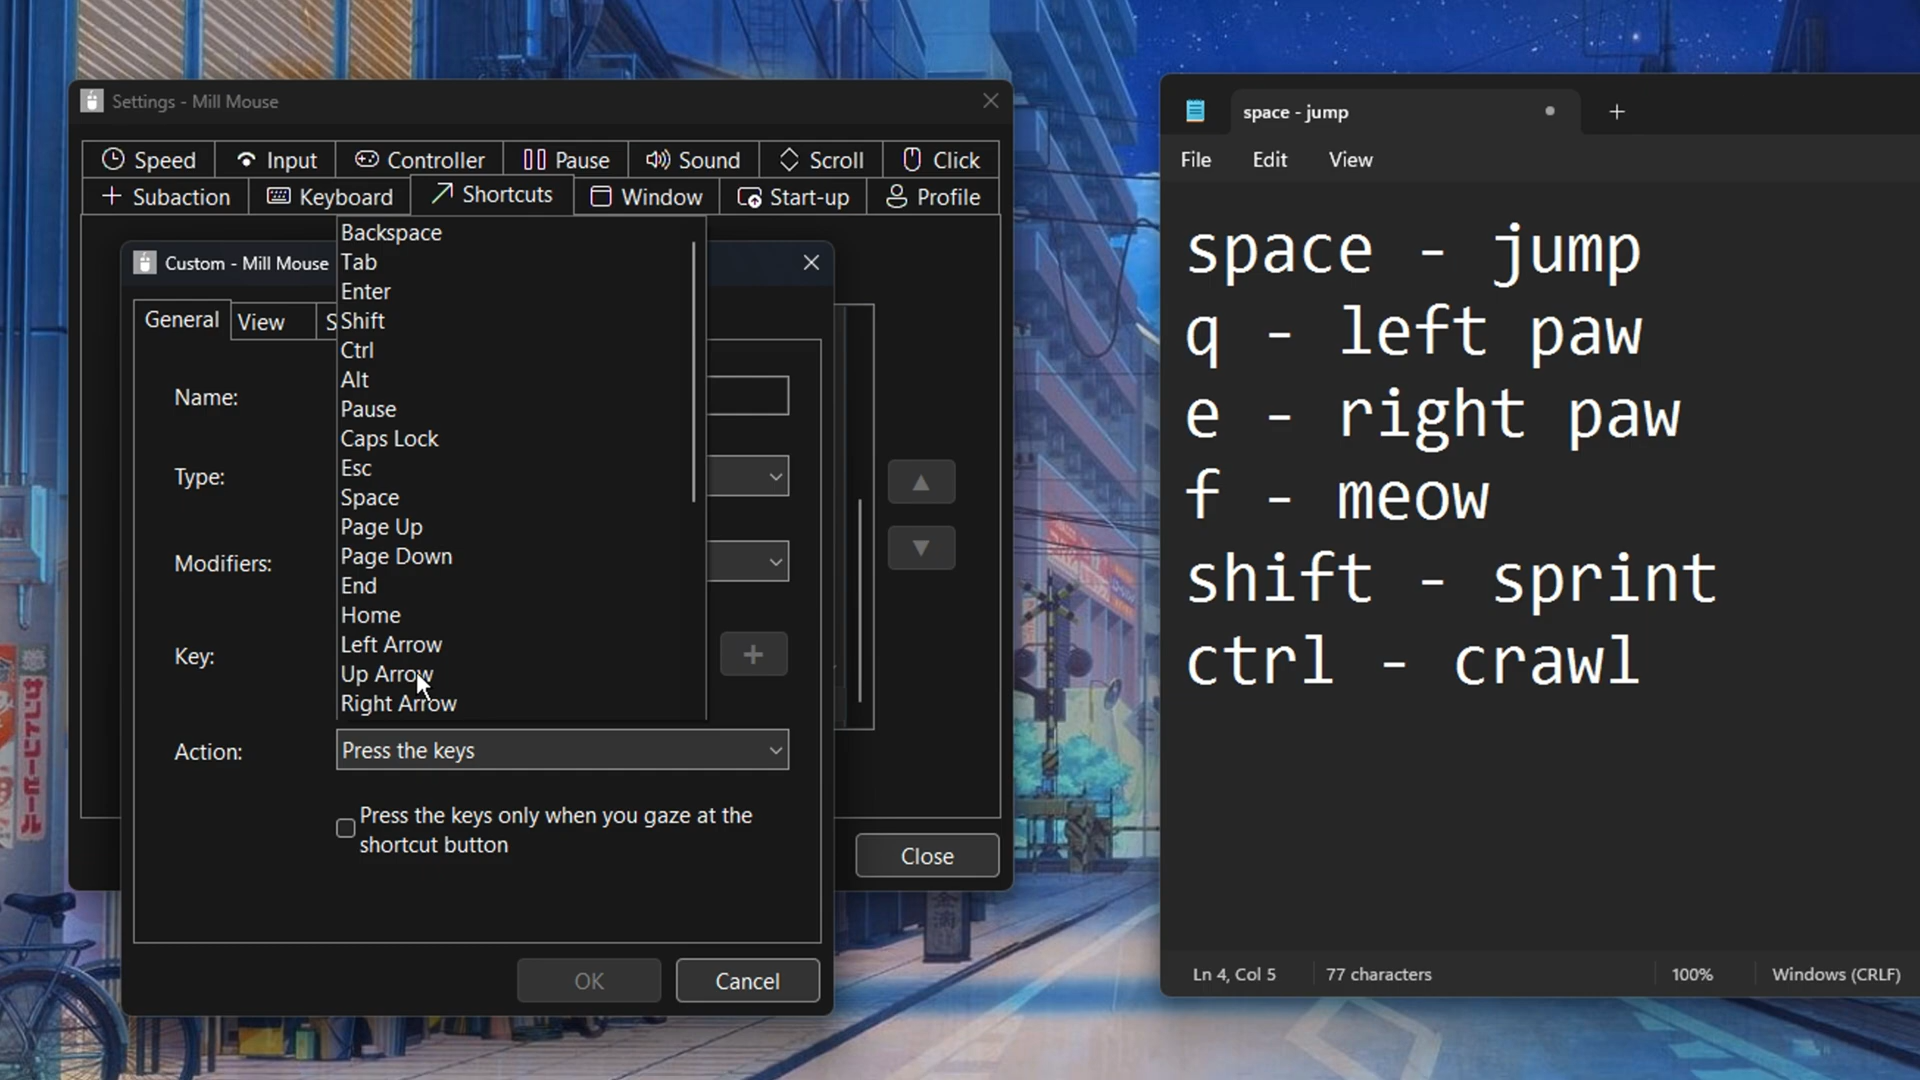 Settings - Mill Mouse
Speed Input Controller Pause Sound Scroll Click
Subaction Keyboard Shortcuts Window Start-up Profile
Custom - Mill Mouse
General View S
Name:
Type:
Modifiers:
Key:
Backspace
Tab
Enter
Shift
Ctrl
Alt
Pause
Caps Lock
Esc
Space
Page Up
Page Down
End
Home
Left Arrow
Up Arrow
Right Arrow
Action: Press the keys
Press the keys only when you gaze at the
shortcut button
OK Cancel
Close
space - jump
File Edit View
space - jump
q - left paw
e - right paw
f - meow
shift - sprint
ctrl - crawl
Ln 4, Col 5 77 characters 100% Windows (CRLF)